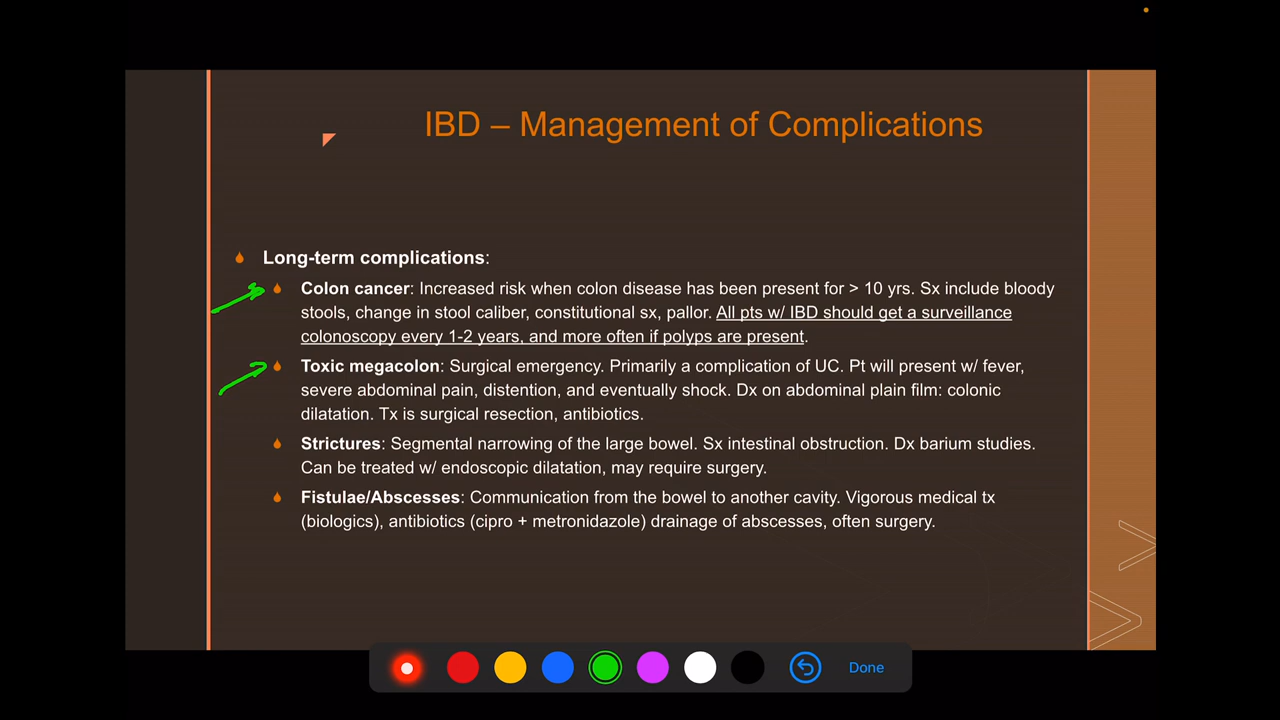 IBD – Management of Complications
Long-term complications:
Colon cancer: Increased risk when colon disease has been present for > 10 yrs. Sx include bloody
stools, change in stool caliber, constitutional sx, pallor. All pts w/ IBD should get a surveillance
colonoscopy every 1-2 years, and more often if polyps are present.
Toxic megacolon: Surgical emergency. Primarily a complication of UC. Pt will present w/ fever,
severe abdominal pain, distention, and eventually shock. Dx on abdominal plain film: colonic
dilatation. Tx is surgical resection, antibiotics.
Strictures: Segmental narrowing of the large bowel. Sx intestinal obstruction. Dx barium studies.
Can be treated w/ endoscopic dilatation, may require surgery.
Fistulae/Abscesses: Communication from the bowel to another cavity. Vigorous medical tx
(biologics), antibiotics (cipro + metronidazole) drainage of abscesses, often surgery.
Done